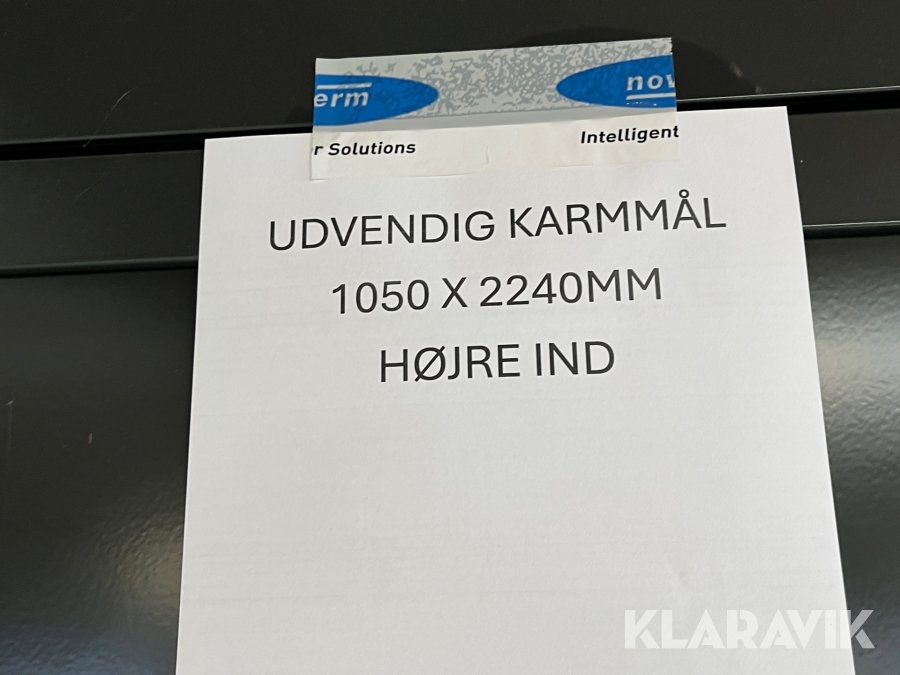 erm
nov
r Solutions
Intelligent
UDVENDIG KARMMÅL
1050 X 2240MM
HØJRE IND
KLARAVIK